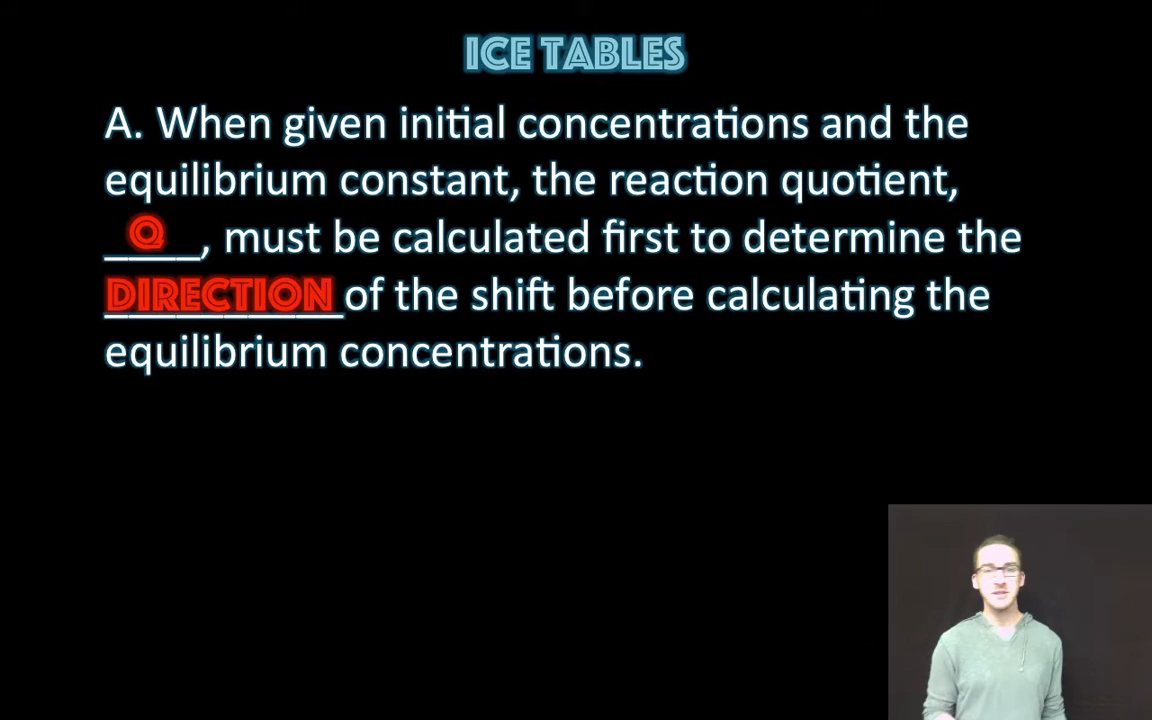 ICE TABLES
A. When given initial concentrations and the
equilibrium constant, the reaction quotient,
Q, must be calculated first to determine the
DIRECTION of the shift before calculating the
equilibrium concentrations.